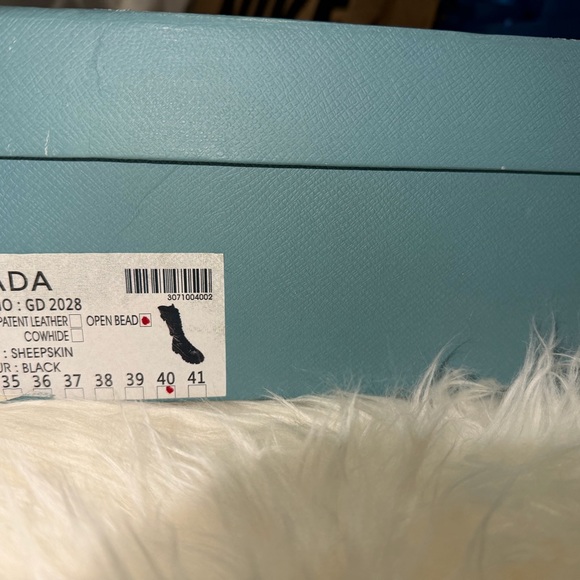 ADA
3071004002
NO : GD 2028
PATENT LEATHER OPEN BEAD
COWHIDE
: SHEEPSKIN
UR : BLACK
35 36 37 38 39 40 41